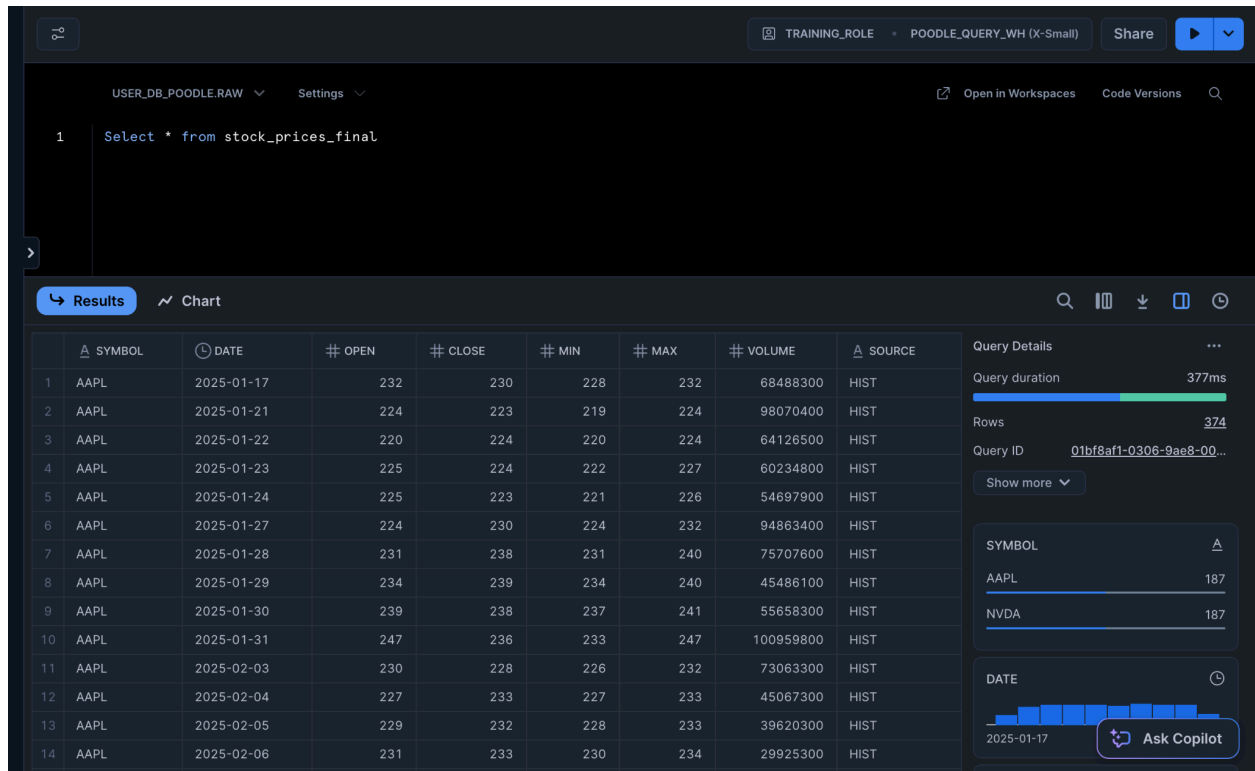 TRAINING_ROLE POODLE_QUERY_WH (X-Small) Share
USER_DB_POODLE.RAW Settings Open in Workspaces Code Versions
1 Select * from stock_prices_final
Results Chart
A SYMBOL DATE # OPEN # CLOSE # MIN # MAX # VOLUME A SOURCE
1 AAPL 2025-01-17 232 230 228 232 68488300 HIST
2 AAPL 2025-01-21 224 223 219 224 98070400 HIST
3 AAPL 2025-01-22 220 224 220 224 64126500 HIST
4 AAPL 2025-01-23 225 224 222 227 60234800 HIST
5 AAPL 2025-01-24 225 223 221 226 54697900 HIST
6 AAPL 2025-01-27 224 230 224 232 94863400 HIST
7 AAPL 2025-01-28 231 238 231 240 75707600 HIST
8 AAPL 2025-01-29 234 239 234 240 45486100 HIST
9 AAPL 2025-01-30 239 238 237 241 55658300 HIST
10 AAPL 2025-01-31 247 236 233 247 100959800 HIST
11 AAPL 2025-02-03 230 228 226 232 73063300 HIST
12 AAPL 2025-02-04 227 233 227 233 45067300 HIST
13 AAPL 2025-02-05 229 232 228 233 39620300 HIST
14 AAPL 2025-02-06 231 233 230 234 29925300 HIST
Query Details ...
Query duration 377ms
Rows 374
Query ID 01bf8af1-0306-9ae8-00...
Show more
SYMBOL A
AAPL 187
NVDA 187
DATE
2025-01-17
Ask Copilot